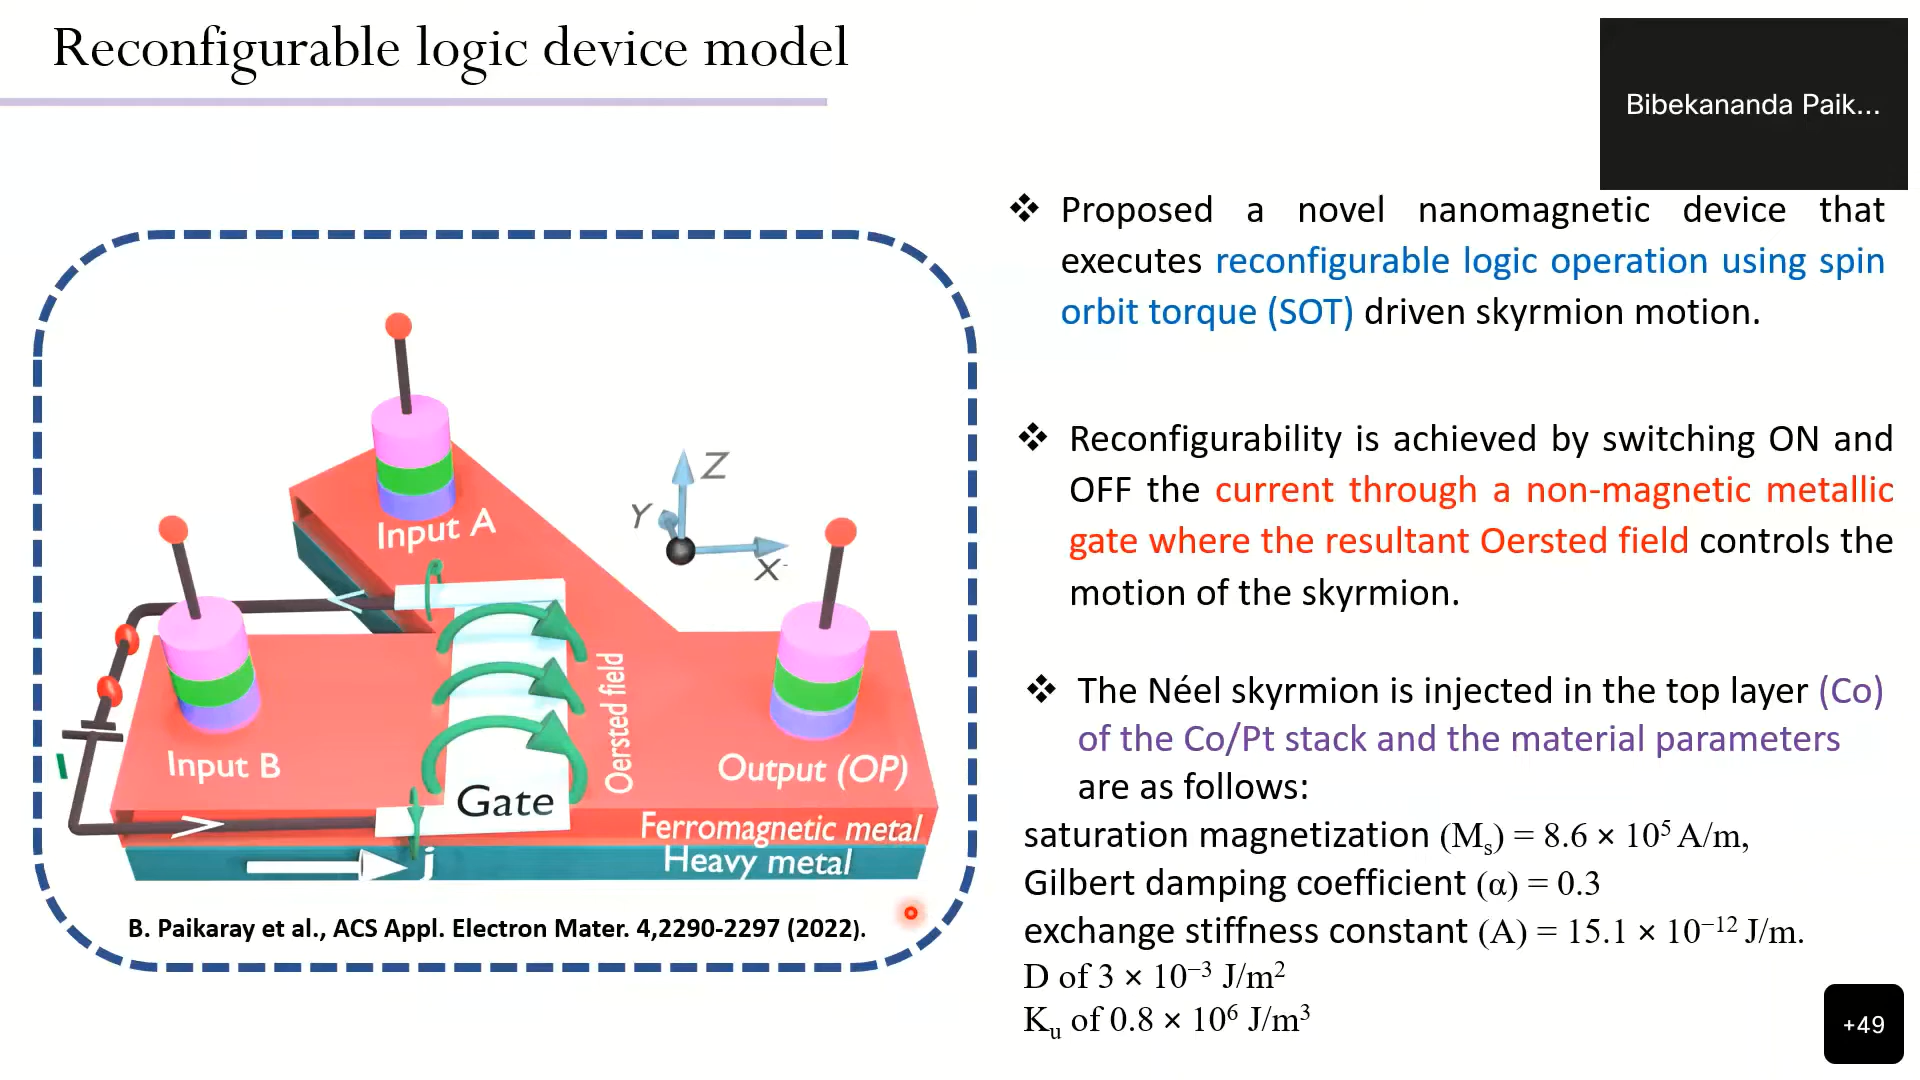 Reconfigurable logic device model
Bibekananda Paik...
❖ Proposed a novel nanomagnetic device that
executes reconfigurable logic operation using spin
orbit torque (SOT) driven skyrmion motion.
❖ Reconfigurability is achieved by switching ON and
OFF the current through a non-magnetic metallic
gate where the resultant Oersted field controls the
motion of the skyrmion.
❖ The Néel skyrmion is injected in the top layer (Co)
of the Co/Pt stack and the material parameters
are as follows:
saturation magnetization (Mₛ) = 8.6 × 10⁵ A/m,
Gilbert damping coefficient (α) = 0.3
exchange stiffness constant (A) = 15.1 × 10⁻¹² J/m.
D of 3 × 10⁻³ J/m²
Kᵤ of 0.8 × 10⁶ J/m³
Input A
Z
Y
X
Input B
Oersted field
Output (OP)
Gate
Ferromagnetic metal
Heavy metal
j
B. Paikaray et al., ACS Appl. Electron Mater. 4,2290-2297 (2022).
+49